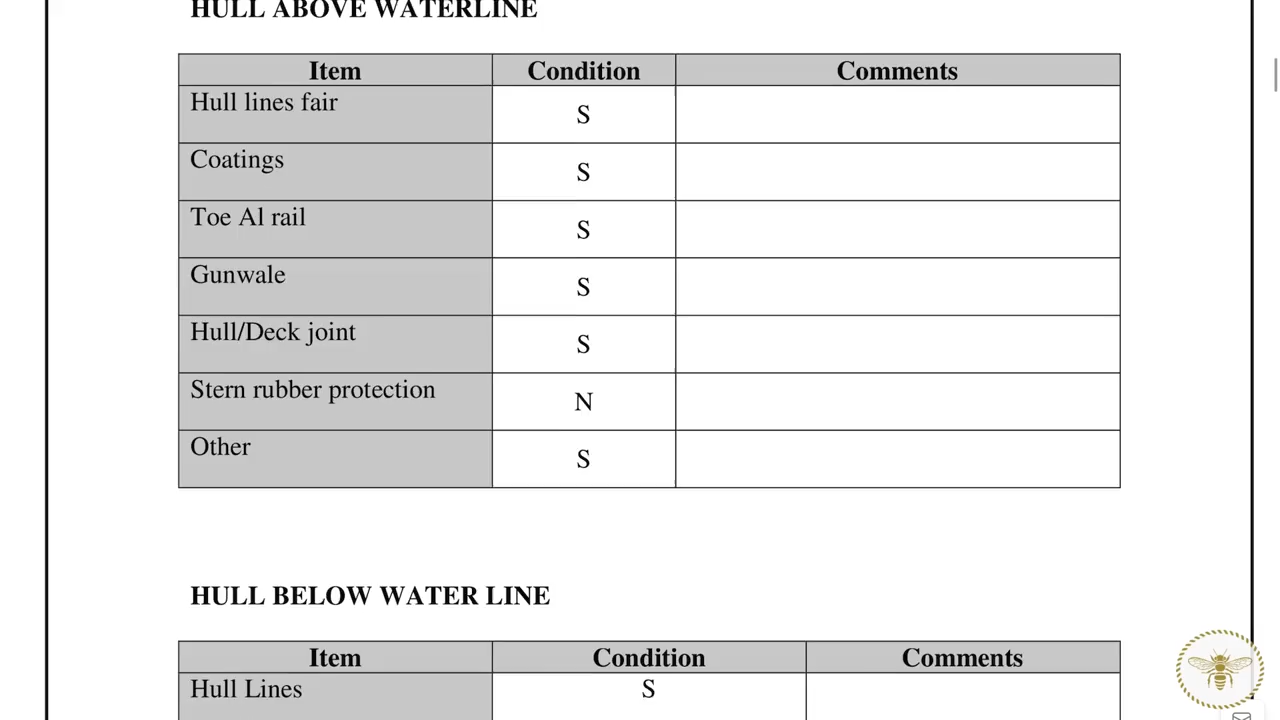 HULL ABOVE WATERLINE
Item Condition Comments
Hull lines fair S
Coatings S
Toe Al rail S
Gunwale S
Hull/Deck joint S
Stern rubber protection N
Other S
HULL BELOW WATER LINE
Item Condition Comments
Hull Lines S